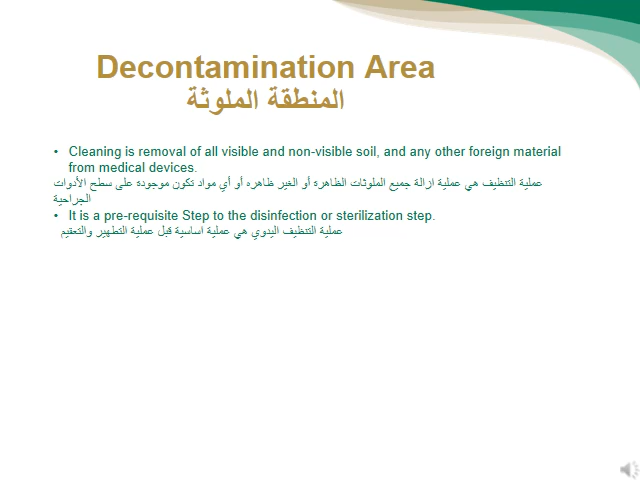 Decontamination Area
المنطقة الملوثة
• Cleaning is removal of all visible and non-visible soil, and any other foreign material
from medical devices.
عملية التنظيف هي عملية ازالة جميع الملوثات الظاهرة أو الغير ظاهره أو أي مواد تكون موجودة على سطح الأدوات
الجراحية
• It is a pre-requisite Step to the disinfection or sterilization step.
عملية التنظيف اليدوي هي عملية اساسية قبل عملية التطهير والتعقيم